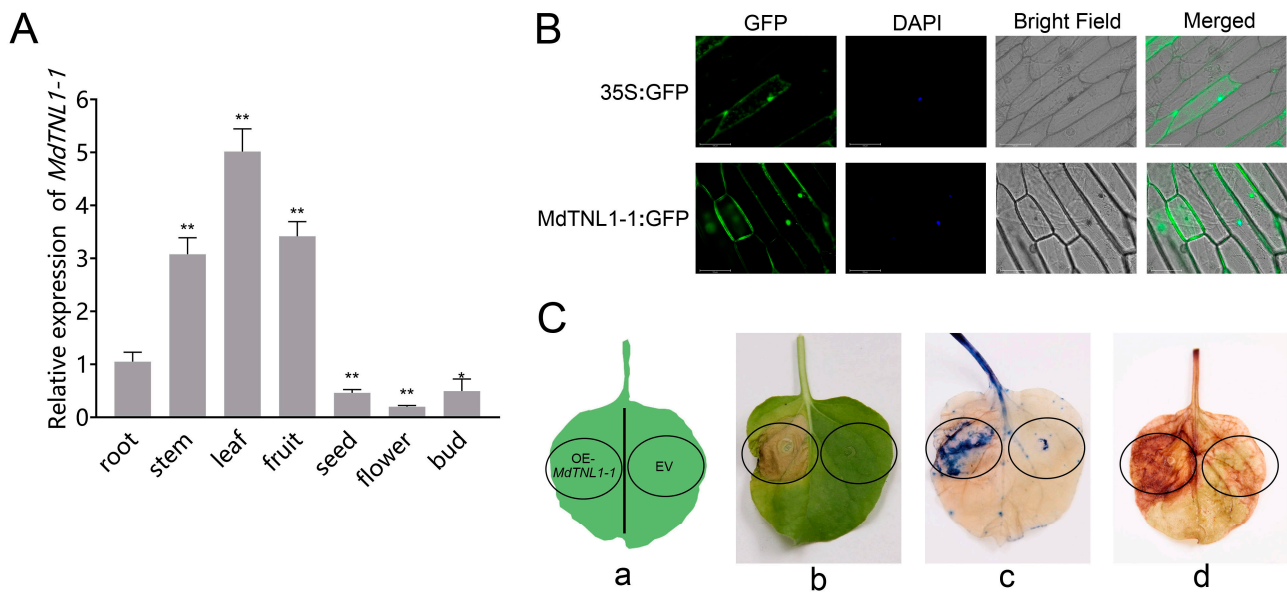 A
Relative expression of MdTNL1-1
6
5
4
3
2
1
0
**
**
**
**
**
*
root
stem
leaf
fruit
seed
flower
bud
B
GFP
DAPI
Bright Field
Merged
35S:GFP
MdTNL1-1:GFP
C
OE-
MdTNL1-1
EV
a
b
c
d